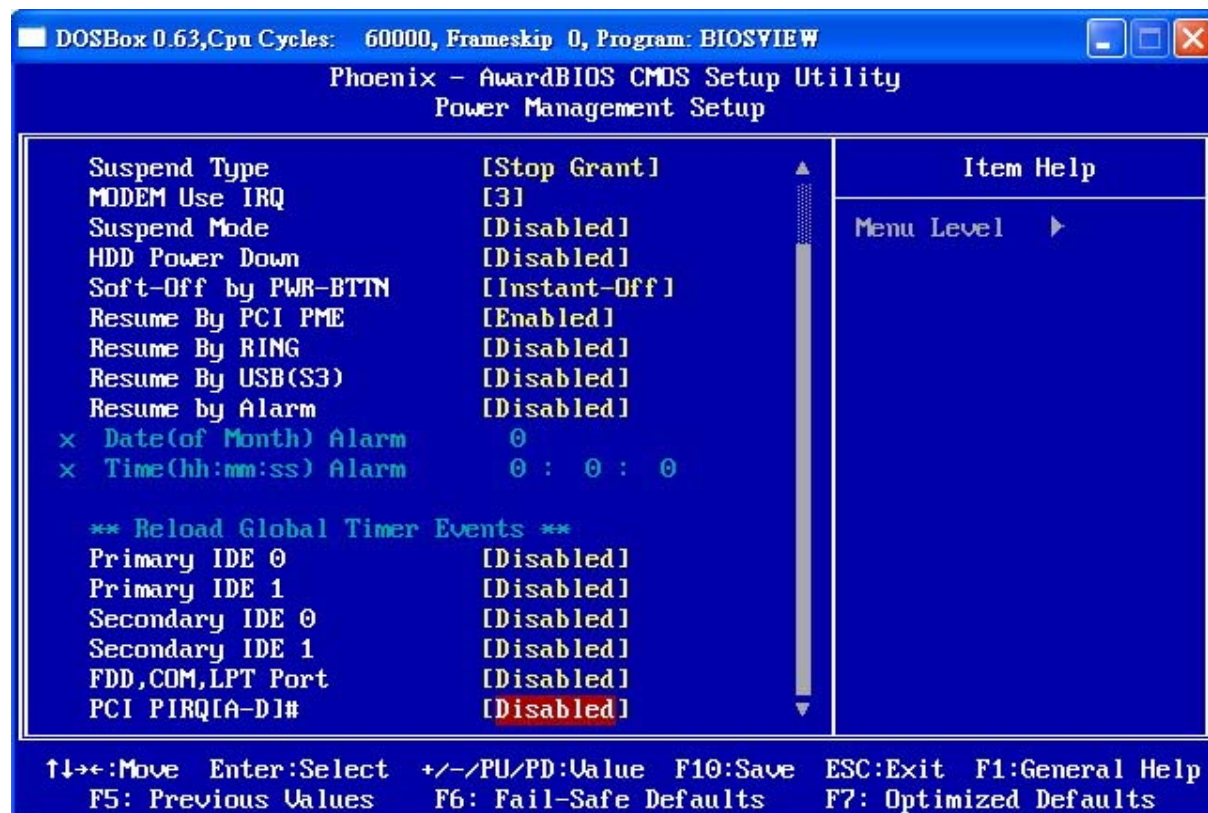 DOSBox 0.63,Cpu Cycles: 60000, Frameskip 0, Program: BIOSVIEW
Phoenix - AwardBIOS CMOS Setup Utility
Power Management Setup
Suspend Type [Stop Grant]
MODEM Use IRQ [3]
Suspend Mode [Disabled]
HDD Power Down [Disabled]
Soft-Off by PWR-BTTN [Instant-Off]
Resume By PCI PME [Enabled]
Resume By RING [Disabled]
Resume By USB(S3) [Disabled]
Resume by Alarm [Disabled]
x Date(of Month) Alarm 0
x Time(hh:mm:ss) Alarm 0 : 0 : 0
** Reload Global Timer Events **
Primary IDE 0 [Disabled]
Primary IDE 1 [Disabled]
Secondary IDE 0 [Disabled]
Secondary IDE 1 [Disabled]
FDD,COM,LPT Port [Disabled]
PCI PIRQ[A-D]# [Disabled]
Item Help
Menu Level ▶
↑↓→←:Move Enter:Select +/-/PU/PD:Value F10:Save ESC:Exit F1:General Help
F5: Previous Values F6: Fail-Safe Defaults F7: Optimized Defaults